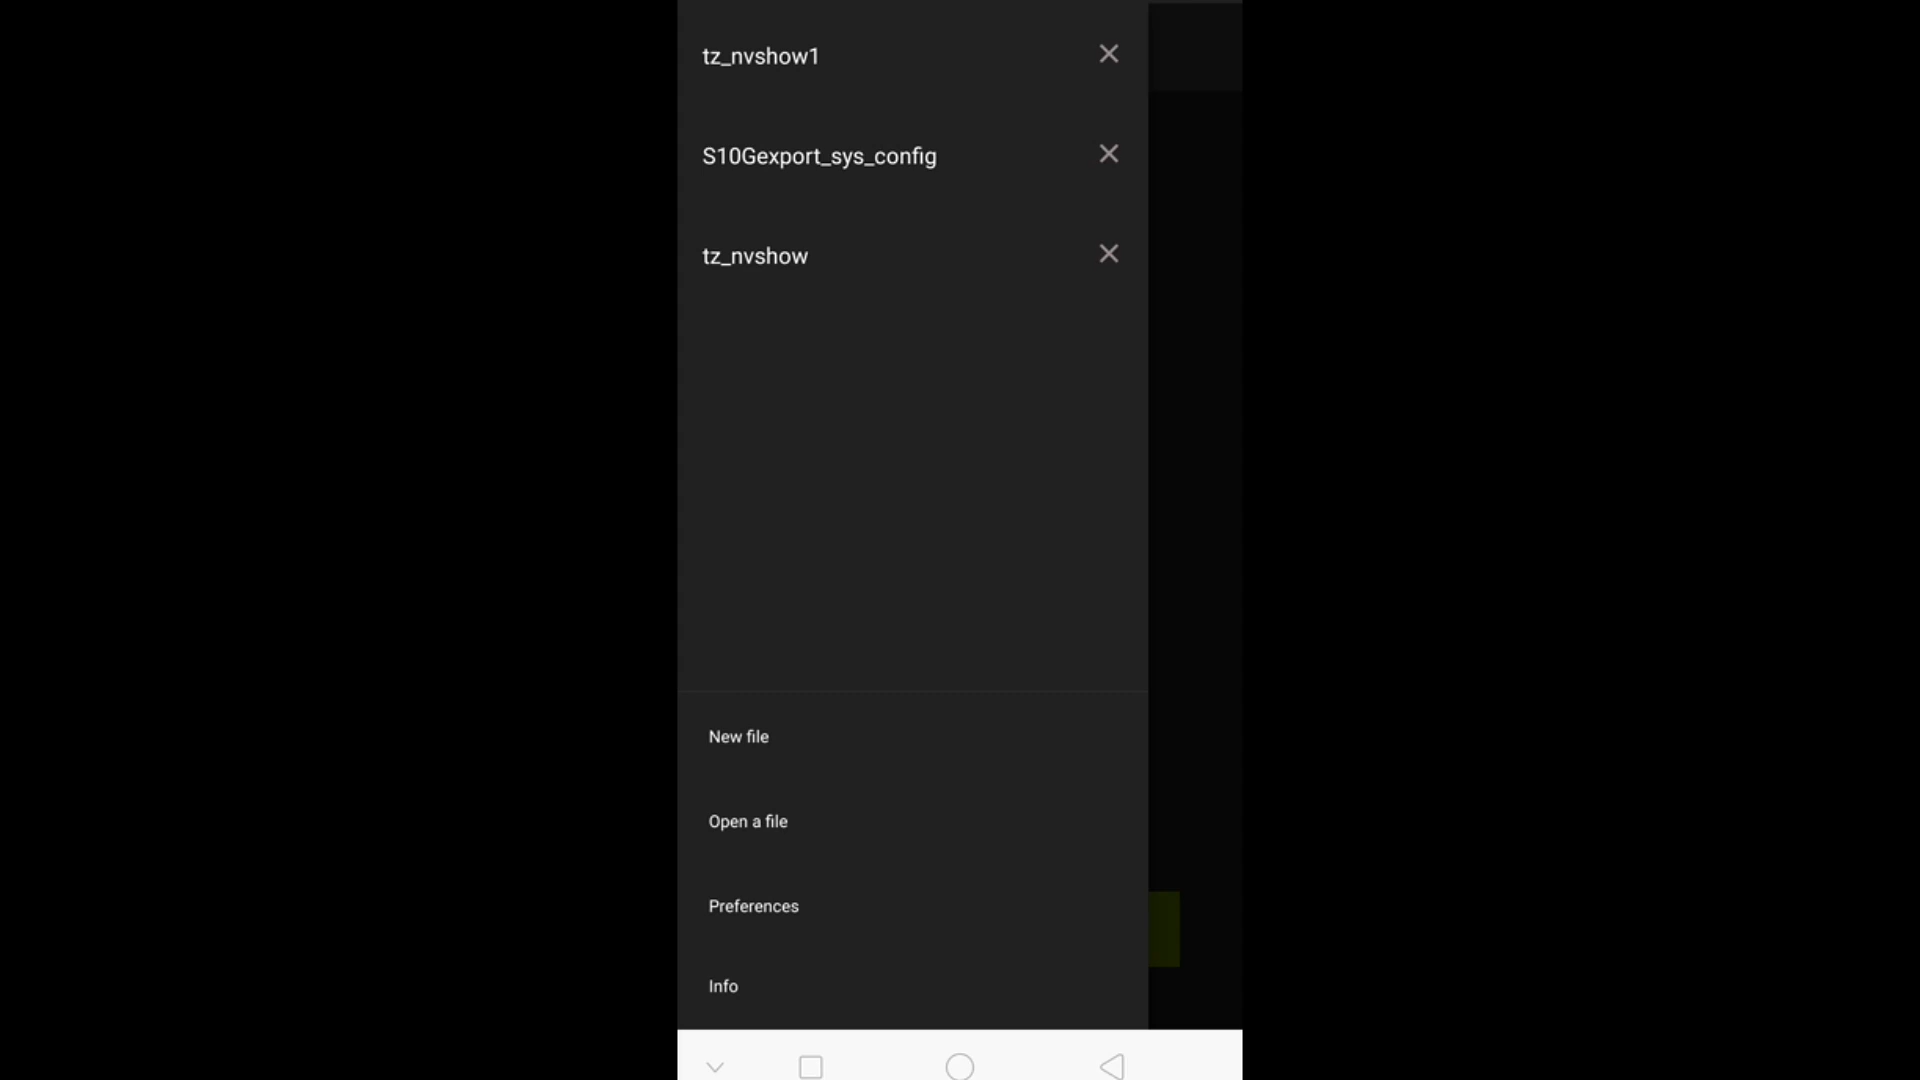 tz_nvshow1
S10Gexport_sys_config
tz_nvshow
New file
Open a file
Preferences
Info